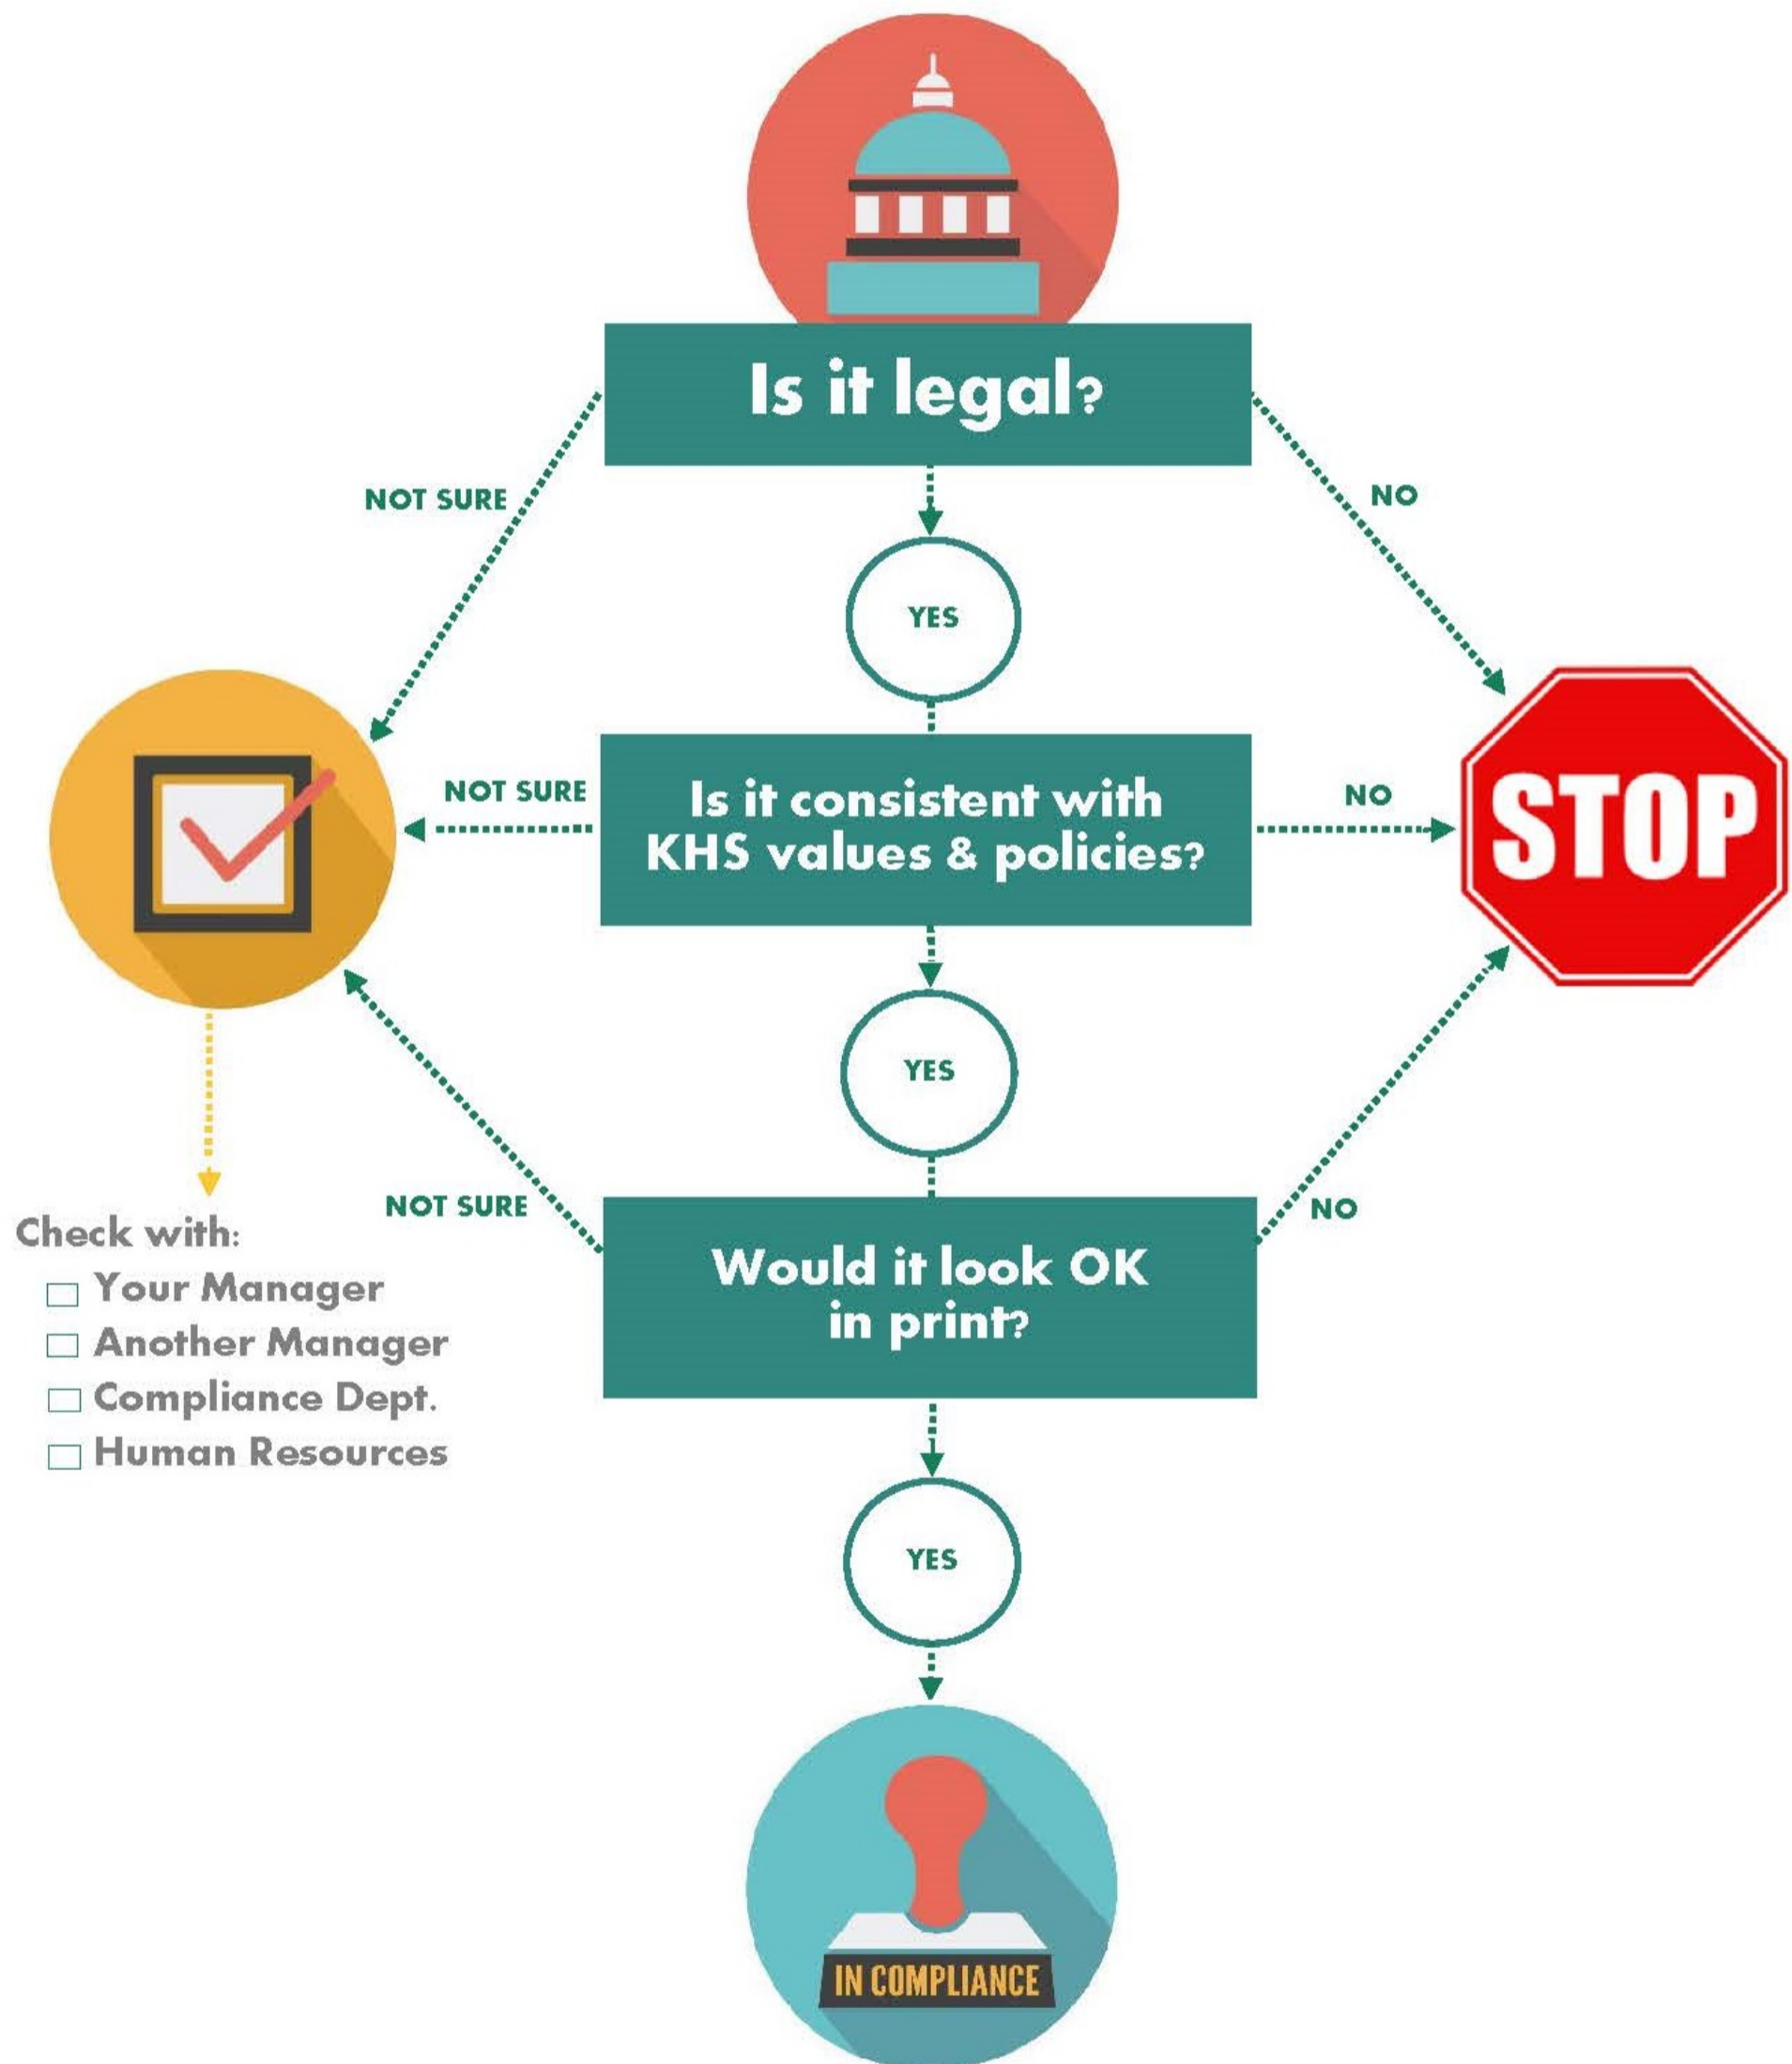 Is it legal?
NOT SURE
NO
YES
NOT SURE
Is it consistent with
KHS values & policies?
NO
STOP
YES
NOT SURE
NO
Would it look OK
in print?
Check with:
Your Manager
Another Manager
Compliance Dept.
Human Resources
YES
IN COMPLIANCE